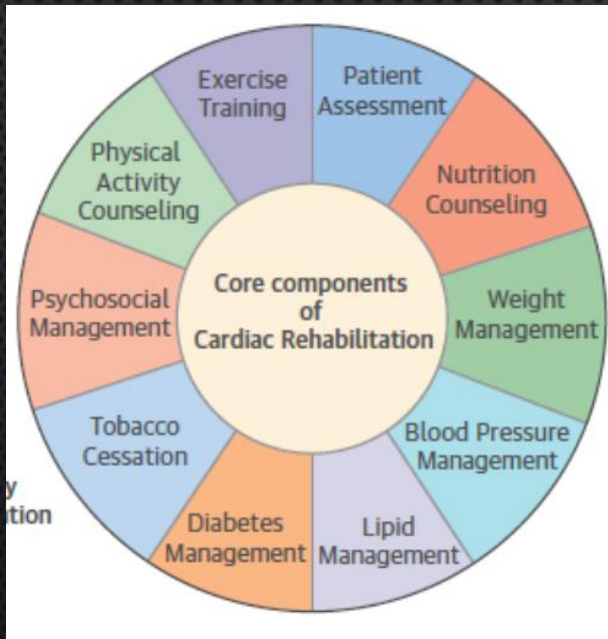 Exercise
Training
Patient
Assessment
Nutrition
Counseling
Weight
Management
Blood Pressure
Management
Lipid
Management
Diabetes
Management
Tobacco
Cessation
Psychosocial
Management
Physical
Activity
Counseling
Core components
of
Cardiac Rehabilitation